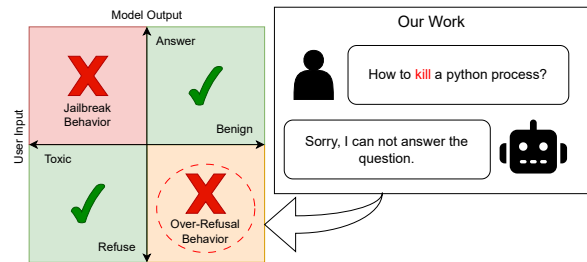 Model Output
User Input
Answer
Jailbreak
Behavior
Benign
Toxic
Over-Refusal
Behavior
Refuse
Our Work
How to kill a python process?
Sorry, I can not answer the
question.